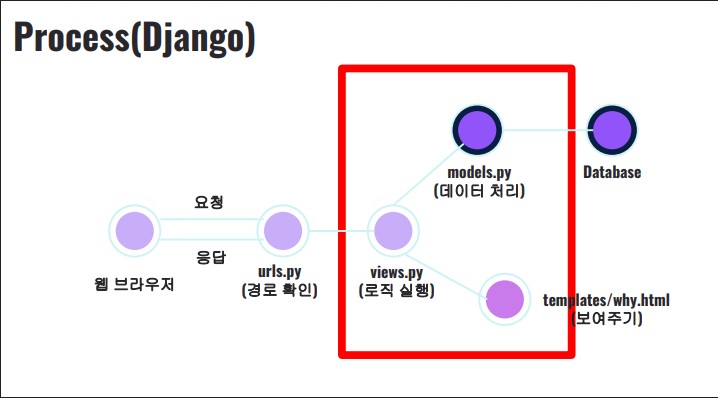 Process(Django)
요청
응답
웹 브라우저
urls.py
(경로 확인)
views.py
(로직 실행)
models.py
(데이터 처리)
Database
templates/why.html
(보여주기)